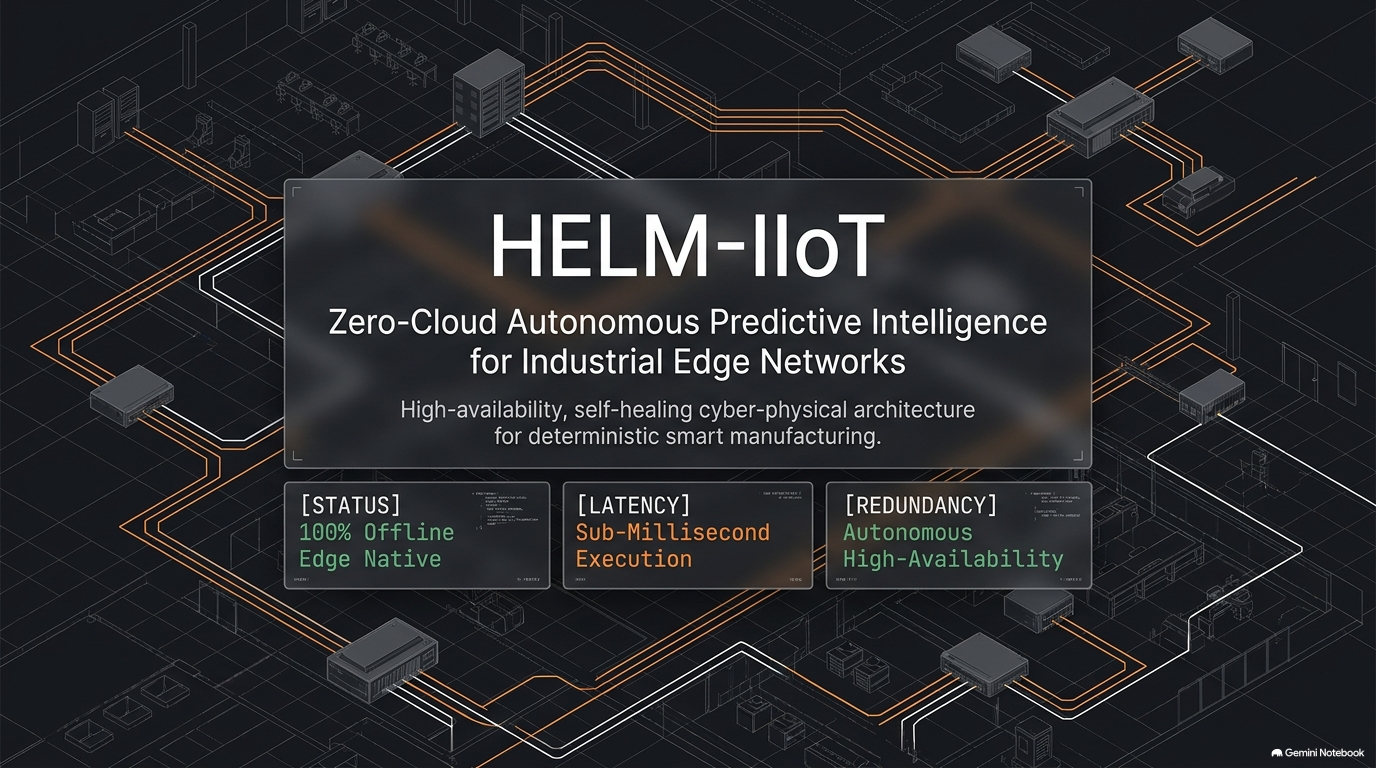 HELM-IIoT
Zero-Cloud Autonomous Predictive Intelligence
for Industrial Edge Networks
High-availability, self-healing cyber-physical architecture
for deterministic smart manufacturing.
[STATUS]
100% Offline
Edge Native
[LATENCY]
Sub-Millisecond
Execution
[REDUNDANCY]
Autonomous
High-Availability
Gemini Notebook